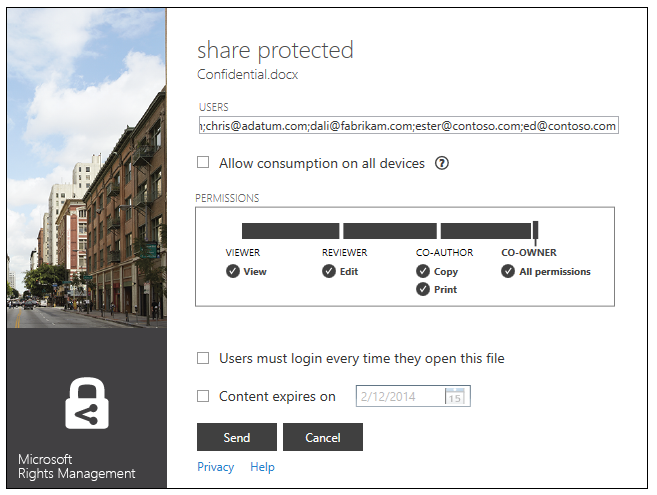 share protected
Confidential.docx
USERS
;chris@adatum.com;dali@fabrikam.com;ester@contoso.com;ed@contoso.com
Allow consumption on all devices ?
PERMISSIONS
VIEWER REVIEWER CO-AUTHOR CO-OWNER
View Edit Copy All permissions
Print
Users must login every time they open this file
Content expires on 2/12/2014 15
Send Cancel
Privacy Help
Microsoft
Rights Management